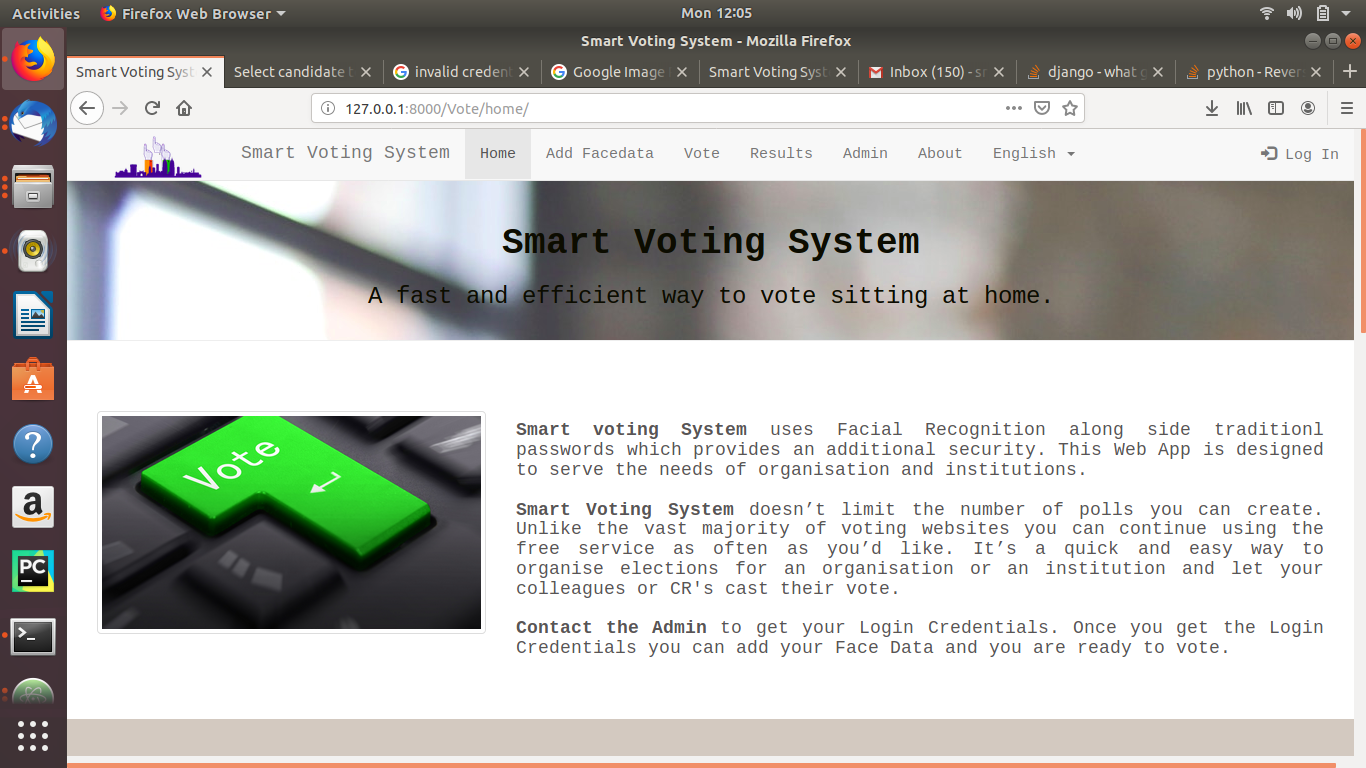 Activities Firefox Web Browser Mon 12:05
Smart Voting System - Mozilla Firefox
Smart Voting Syst Select candidate t invalid credent Google Image Smart Voting Syste Inbox (150) - sr django - what g python - Rever
127.0.0.1:8000/Vote/home/
Smart Voting System Home Add Facedata Vote Results Admin About English Log In
Smart Voting System
A fast and efficient way to vote sitting at home.
Vote
Smart voting System uses Facial Recognition along side traditionl
passwords which provides an additional security. This Web App is designed
to serve the needs of organisation and institutions.
Smart Voting System doesn’t limit the number of polls you can create.
Unlike the vast majority of voting websites you can continue using the
free service as often as you’d like. It’s a quick and easy way to
organise elections for an organisation or an institution and let your
colleagues or CR's cast their vote.
Contact the Admin to get your Login Credentials. Once you get the Login
Credentials you can add your Face Data and you are ready to vote.
PC